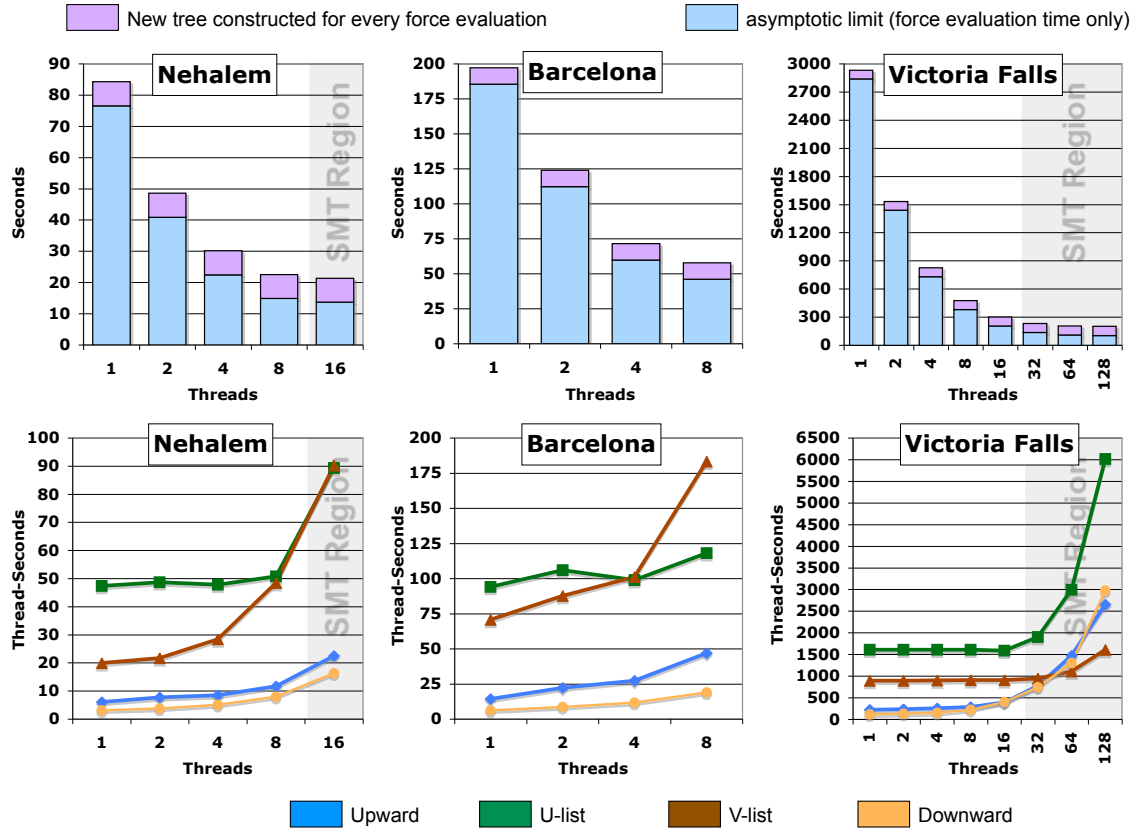 New tree constructed for every force evaluation
asymptotic limit (force evaluation time only)
Nehalem
Barcelona
Victoria Falls
Seconds
90
80
70
60
50
40
30
20
10
0
SMT Region
1 2 4 8 16
Threads
Seconds
200
175
150
125
100
75
50
25
0
1 2 4 8
Threads
Seconds
3000
2700
2400
2100
1800
1500
1200
900
600
300
0
SMT Region
1 2 4 8 16 32 64 128
Threads
Nehalem
Barcelona
Victoria Falls
Thread-Seconds
100
90
80
70
60
50
40
30
20
10
0
SMT Region
1 2 4 8 16
Threads
Thread-Seconds
200
175
150
125
100
75
50
25
0
1 2 4 8
Threads
Thread-Seconds
6500
6000
5500
5000
4500
4000
3500
3000
2500
2000
1500
1000
500
0
SMT Region
1 2 4 8 16 32 64 128
Threads
Upward
U-list
V-list
Downward